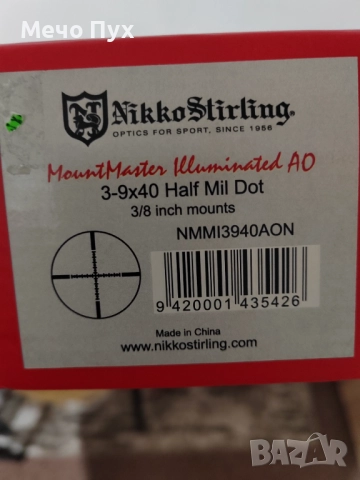 Мечо Пух
NS
NikkoStirling®
OPTICS FOR SPORT, SINCE 1956
MountMaster Illuminated AO
3-9x40 Half Mil Dot
3/8 inch mounts
NMMI3940AON
9 420001 435426
Made in China
www.nikkostirling.com
BAZAR